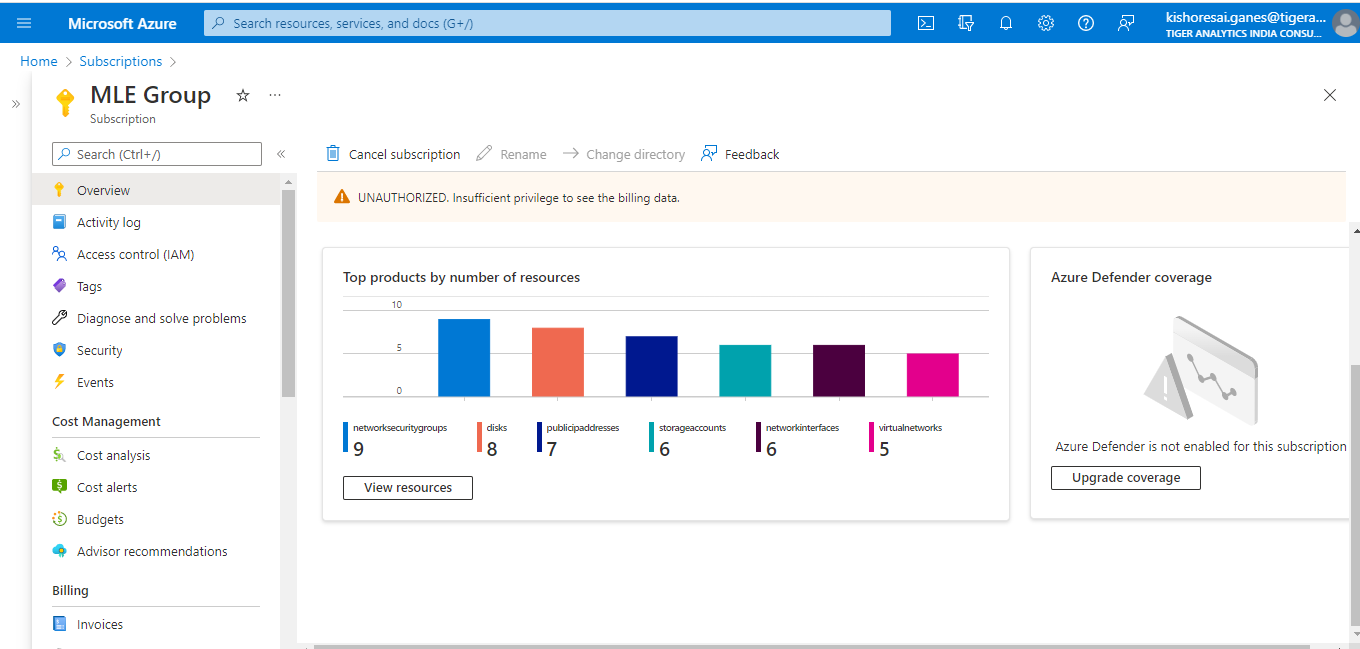 Microsoft Azure
Search resources, services, and docs (G+/)
kishoresai.ganes@tigera...
TIGER ANALYTICS INDIA CONSU...
Home > Subscriptions >
MLE Group
Subscription
Search (Ctrl+/)
Overview
Activity log
Access control (IAM)
Tags
Diagnose and solve problems
Security
Events
Cost Management
Cost analysis
Cost alerts
Budgets
Advisor recommendations
Billing
Invoices
Cancel subscription Rename Change directory Feedback
UNAUTHORIZED. Insufficient privilege to see the billing data.
Top products by number of resources
10
5
0
networksecuritygroups disks publicipaddresses storageaccounts networkinterfaces virtualnetworks
9 8 7 6 6 5
View resources
Azure Defender coverage
Azure Defender is not enabled for this subscription
Upgrade coverage